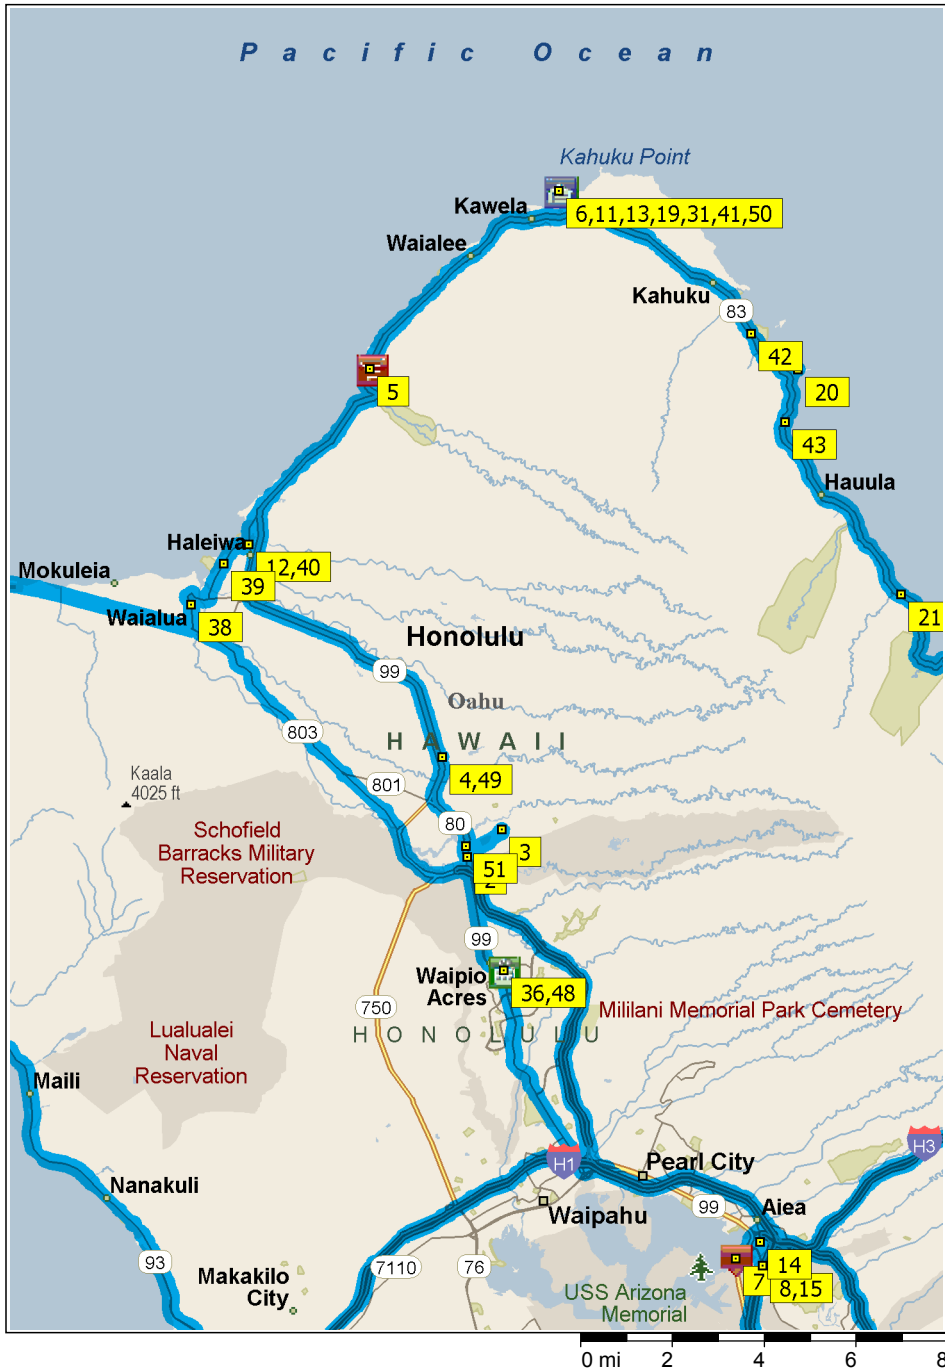 Pacific Ocean
Kahuku Point
Kawela
6,11,13,19,31,41,50
Waialee
Kahuku
83
42
5
20
43
Hauula
Haleiwa
Mokuleia
12,40
39
Waialua
38
21
Honolulu
99
Oahu
803
HAWAII
Kaala
4025 ft
801
4,49
80
Schofield
Barracks Military
Reservation
3
51
2
99
Waipio
Acres
36,48
750
Mililani Memorial Park Cemetery
HONOLULU
Lualualei
Naval
Reservation
Maili
H3
H1
Pearl City
Nanakuli
99
Aiea
Waipahu
93
7110
76
14
7
8,15
Makakilo
City
USS Arizona
Memorial
0 mi 2 4 6 8